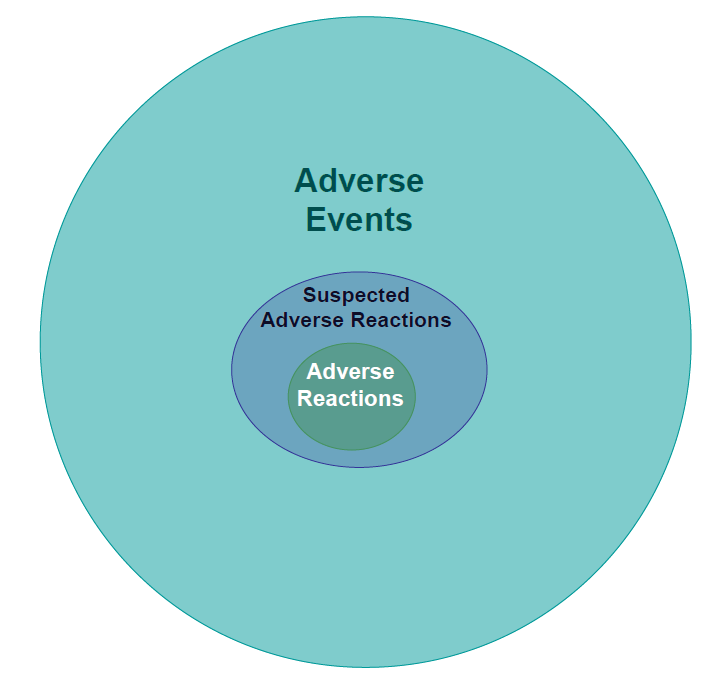 Adverse
Events
Suspected
Adverse Reactions
Adverse
Reactions